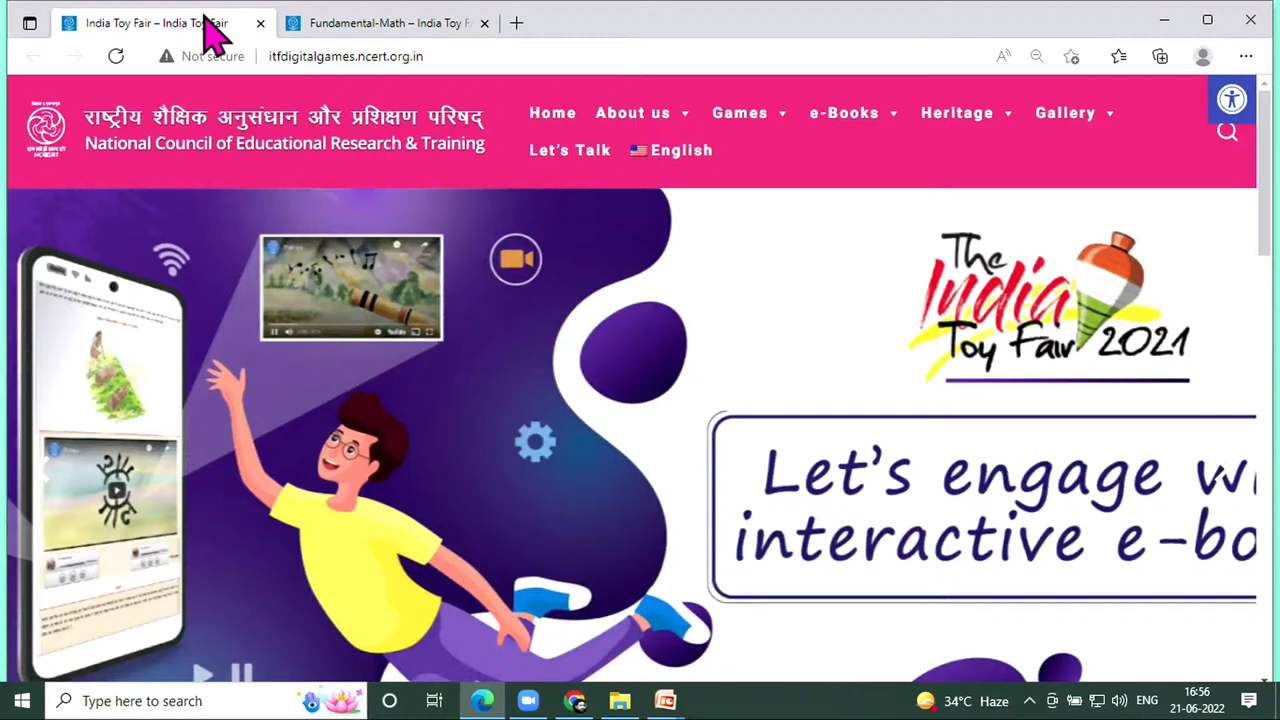 India Toy Fair – India Toy Fair
Fundamental-Math – India Toy F
Not secure
itfdigitalgames.ncert.org.in
राष्ट्रीय शैक्षिक अनुसंधान और प्रशिक्षण परिषद्
National Council of Educational Research & Training
Home About us Games e-Books Heritage Gallery
Let's Talk English
The
India
Toy Fair 2021
Let's engage wi
interactive e-bo
Type here to search
34°C Haze
ENG
16:56
21-06-2022